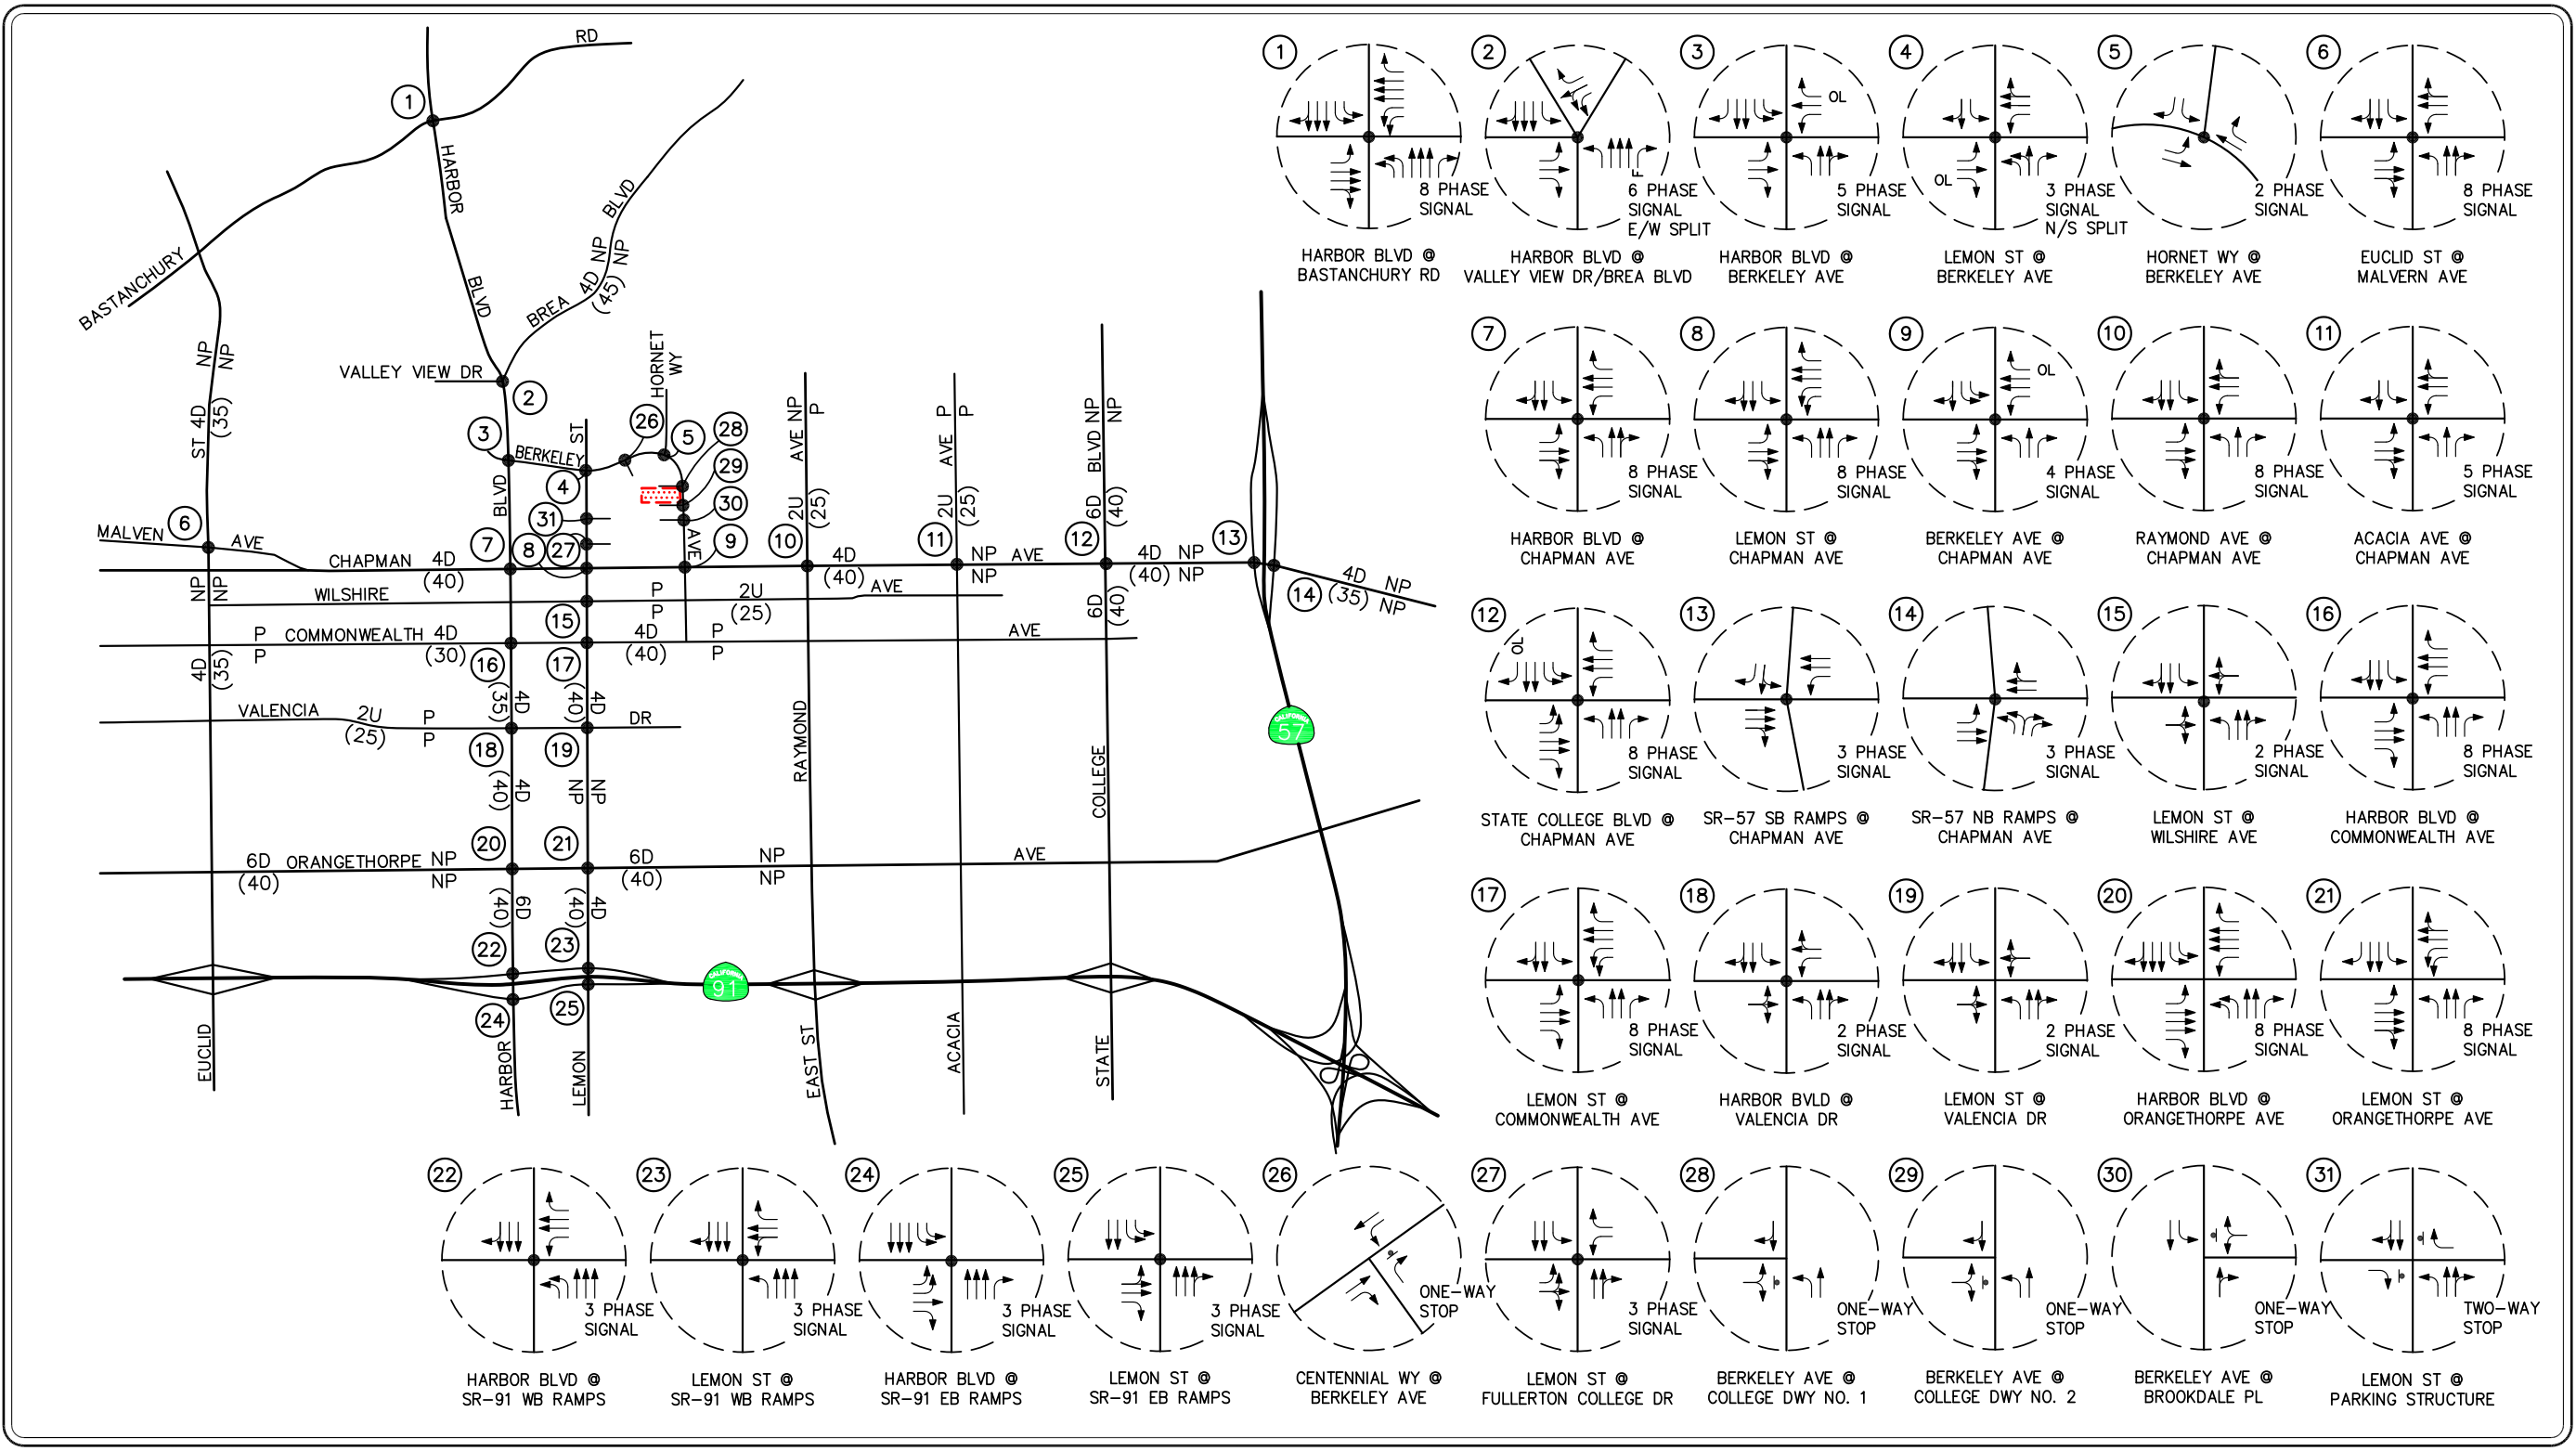 RD
1
HARBOR
BLVD
BASTANCHURY
BREA
BLVD
4D NP
(45) NP
VALLEY VIEW DR
2
HORNET
WY
NP
NP
ST 4D
(35)
3
BERKELEY
ST
26
5
28
29
30
4
BLVD
31
27
7
8
9
AVE
6
MALVEN
AVE
CHAPMAN
4D
(40)
AVE NP
P
2U
(25)
10
4D
(40)
AVE P
P
2U
(25)
11
NP AVE
NP
BLVD NP
NP
6D
(40)
12
4D NP
(40) NP
13
14
4D NP
(35) NP
NP
NP
WILSHIRE
P
P
2U
(25)
AVE
6D
(40)
15
P COMMONWEALTH 4D
P
(30)
4D
(40)
P
P
AVE
16
17
4D
(35)
4D
(35)
4D
(40)
VALENCIA
2U
(25)
P
P
DR
18
19
4D
(40)
NP
NP
RAYMOND
COLLEGE
CALIFORNIA
57
20
21
6D ORANGETHORPE NP
(40)
NP
6D
(40)
NP
NP
AVE
6D
(40)
4D
(40)
22
23
CALIFORNIA
91
24
25
EUCLID
HARBOR
LEMON
EAST ST
ACACIA
STATE
1
8 PHASE
SIGNAL
HARBOR BLVD @
BASTANCHURY RD
2
F
6 PHASE
SIGNAL
E/W SPLIT
HARBOR BLVD @
VALLEY VIEW DR/BREA BLVD
3
OL
5 PHASE
SIGNAL
HARBOR BLVD @
BERKELEY AVE
4
OL
3 PHASE
SIGNAL
N/S SPLIT
LEMON ST @
BERKELEY AVE
5
2 PHASE
SIGNAL
HORNET WY @
BERKELEY AVE
6
8 PHASE
SIGNAL
EUCLID ST @
MALVERN AVE
7
8 PHASE
SIGNAL
HARBOR BLVD @
CHAPMAN AVE
8
8 PHASE
SIGNAL
LEMON ST @
CHAPMAN AVE
9
OL
4 PHASE
SIGNAL
BERKELEY AVE @
CHAPMAN AVE
10
8 PHASE
SIGNAL
RAYMOND AVE @
CHAPMAN AVE
11
5 PHASE
SIGNAL
ACACIA AVE @
CHAPMAN AVE
12
OL
8 PHASE
SIGNAL
STATE COLLEGE BLVD @
CHAPMAN AVE
13
3 PHASE
SIGNAL
SR-57 SB RAMPS @
CHAPMAN AVE
14
3 PHASE
SIGNAL
SR-57 NB RAMPS @
CHAPMAN AVE
15
2 PHASE
SIGNAL
LEMON ST @
WILSHIRE AVE
16
8 PHASE
SIGNAL
HARBOR BLVD @
COMMONWEALTH AVE
17
8 PHASE
SIGNAL
LEMON ST @
COMMONWEALTH AVE
18
2 PHASE
SIGNAL
HARBOR BVLD @
VALENCIA DR
19
2 PHASE
SIGNAL
LEMON ST @
VALENCIA DR
20
8 PHASE
SIGNAL
HARBOR BLVD @
ORANGETHORPE AVE
21
8 PHASE
SIGNAL
LEMON ST @
ORANGETHORPE AVE
22
3 PHASE
SIGNAL
HARBOR BLVD @
SR-91 WB RAMPS
23
3 PHASE
SIGNAL
LEMON ST @
SR-91 WB RAMPS
24
3 PHASE
SIGNAL
HARBOR BLVD @
SR-91 EB RAMPS
25
3 PHASE
SIGNAL
LEMON ST @
SR-91 EB RAMPS
26
ONE-WAY
STOP
CENTENNIAL WY @
BERKELEY AVE
27
3 PHASE
SIGNAL
LEMON ST @
FULLERTON COLLEGE DR
28
ONE-WAY
STOP
BERKELEY AVE @
COLLEGE DWY NO. 1
29
ONE-WAY
STOP
BERKELEY AVE @
COLLEGE DWY NO. 2
30
ONE-WAY
STOP
BERKELEY AVE @
BROOKDALE PL
31
TWO-WAY
STOP
LEMON ST @
PARKING STRUCTURE